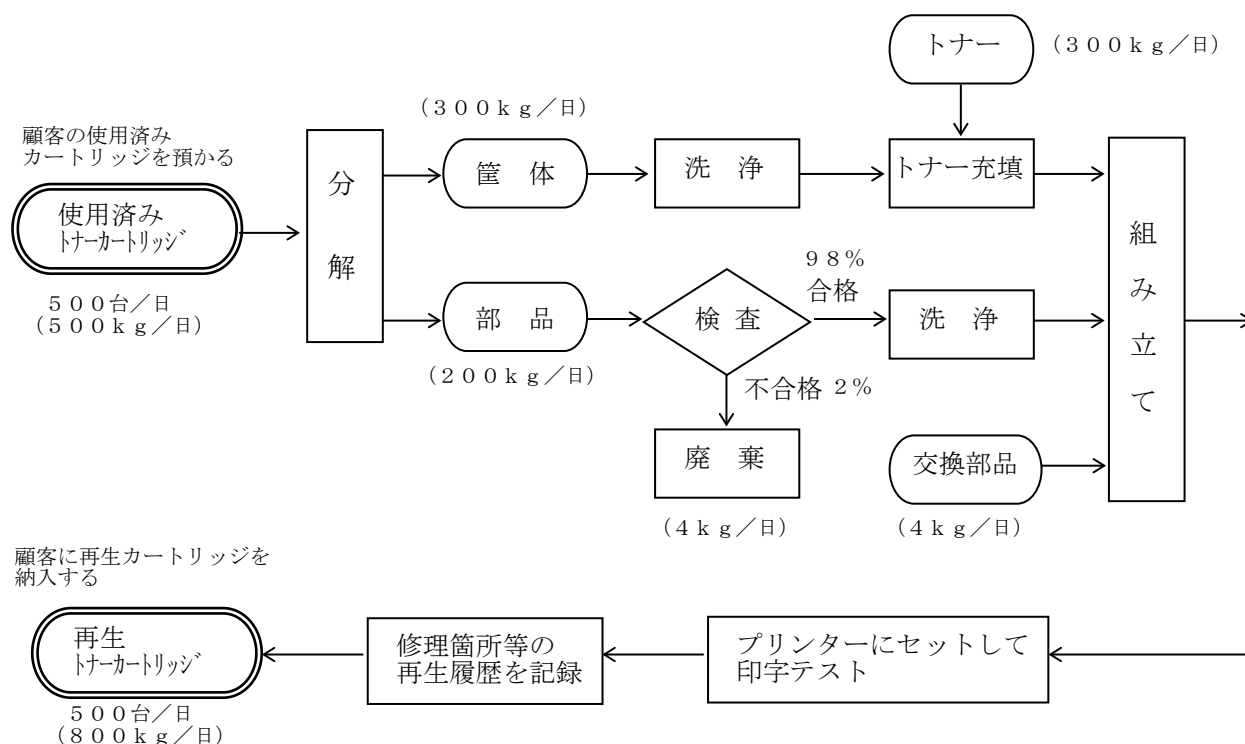 トナー
（３００ｋｇ／日）
（３００ｋｇ／日）
顧客の使用済み
カートリッジを預かる
分解
筐　体
洗　浄
トナー充填
使用済み
ﾄﾅｰｶｰﾄﾘｯｼﾞ
５００台／日
（５００ｋｇ／日）
組み立て
部　品
検 査
９８％
合格
洗　浄
（２００ｋｇ／日）
不合格 ２％
廃　棄
交換部品
（４ｋｇ／日）
（４ｋｇ／日）
顧客に再生カートリッジを
納入する
再生
ﾄﾅｰｶｰﾄﾘｯｼﾞ
修理箇所等の
再生履歴を記録
プリンターにセットして
印字テスト
５００台／日
（８００ｋｇ／日）